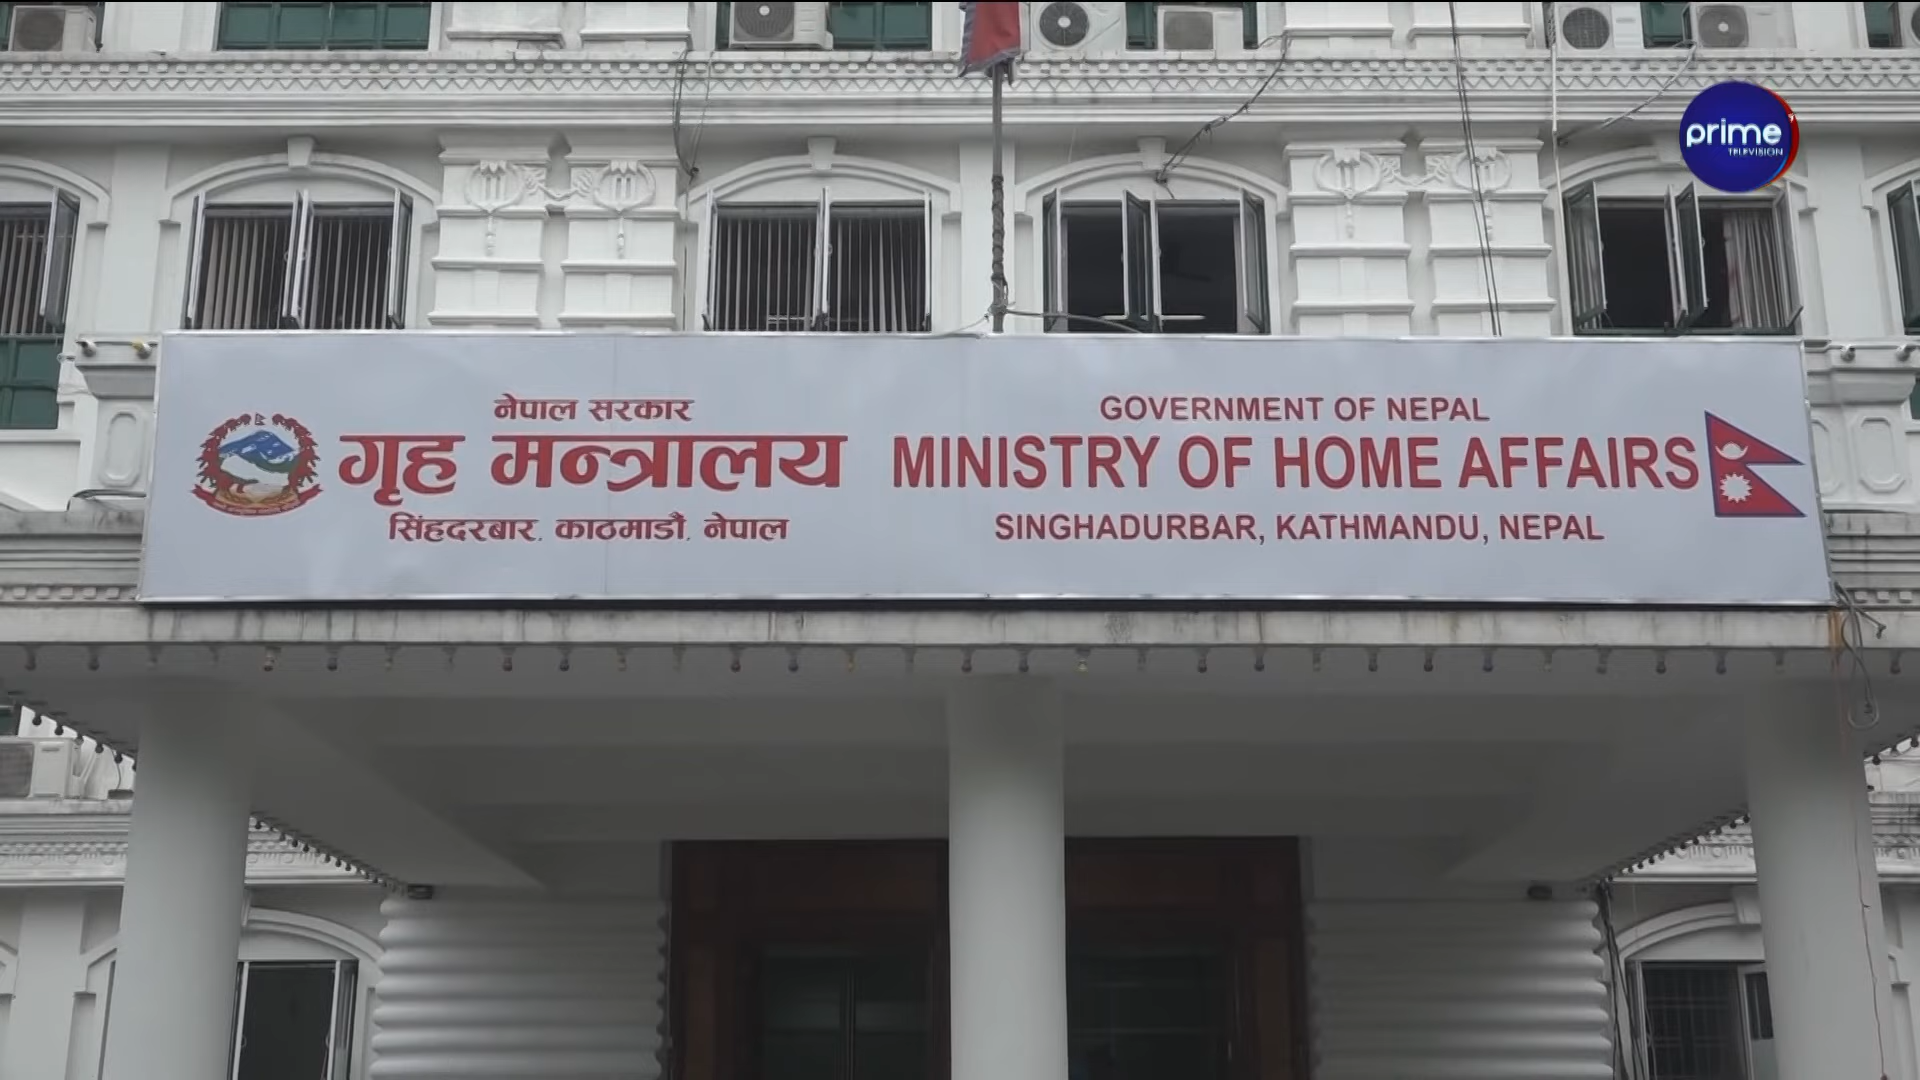 prime
TELEVISION
नेपाल सरकार
गृह मन्त्रालय
सिंहदरबार, काठमाडौं, नेपाल
GOVERNMENT OF NEPAL
MINISTRY OF HOME AFFAIRS
SINGHADURBAR, KATHMANDU, NEPAL